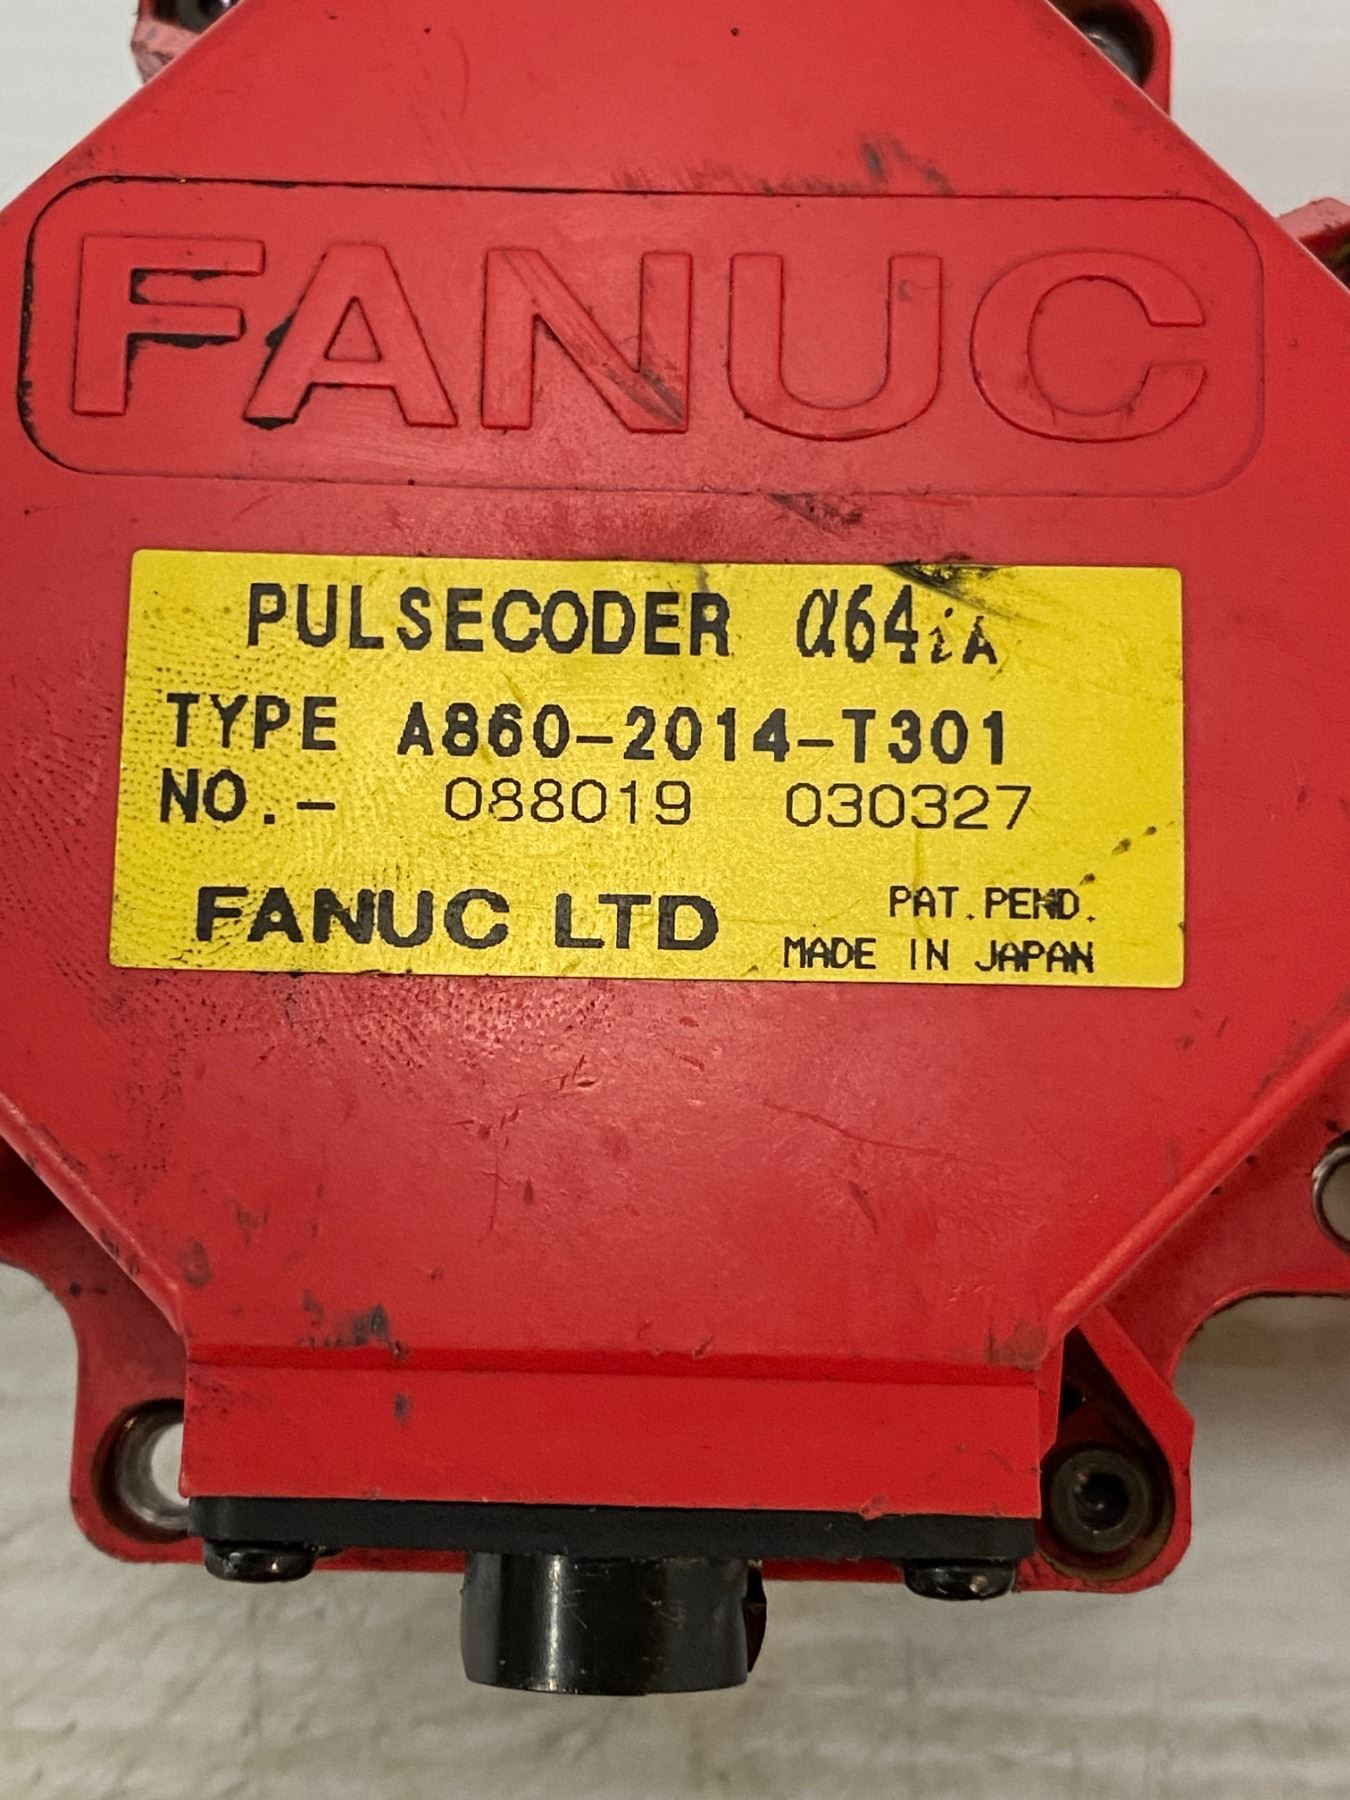 FANUC
PULSECODER α64iA
TYPE A860-2014-T301
NO.- 088019 030327
FANUC LTD
PAT.PEND.
MADE IN JAPAN